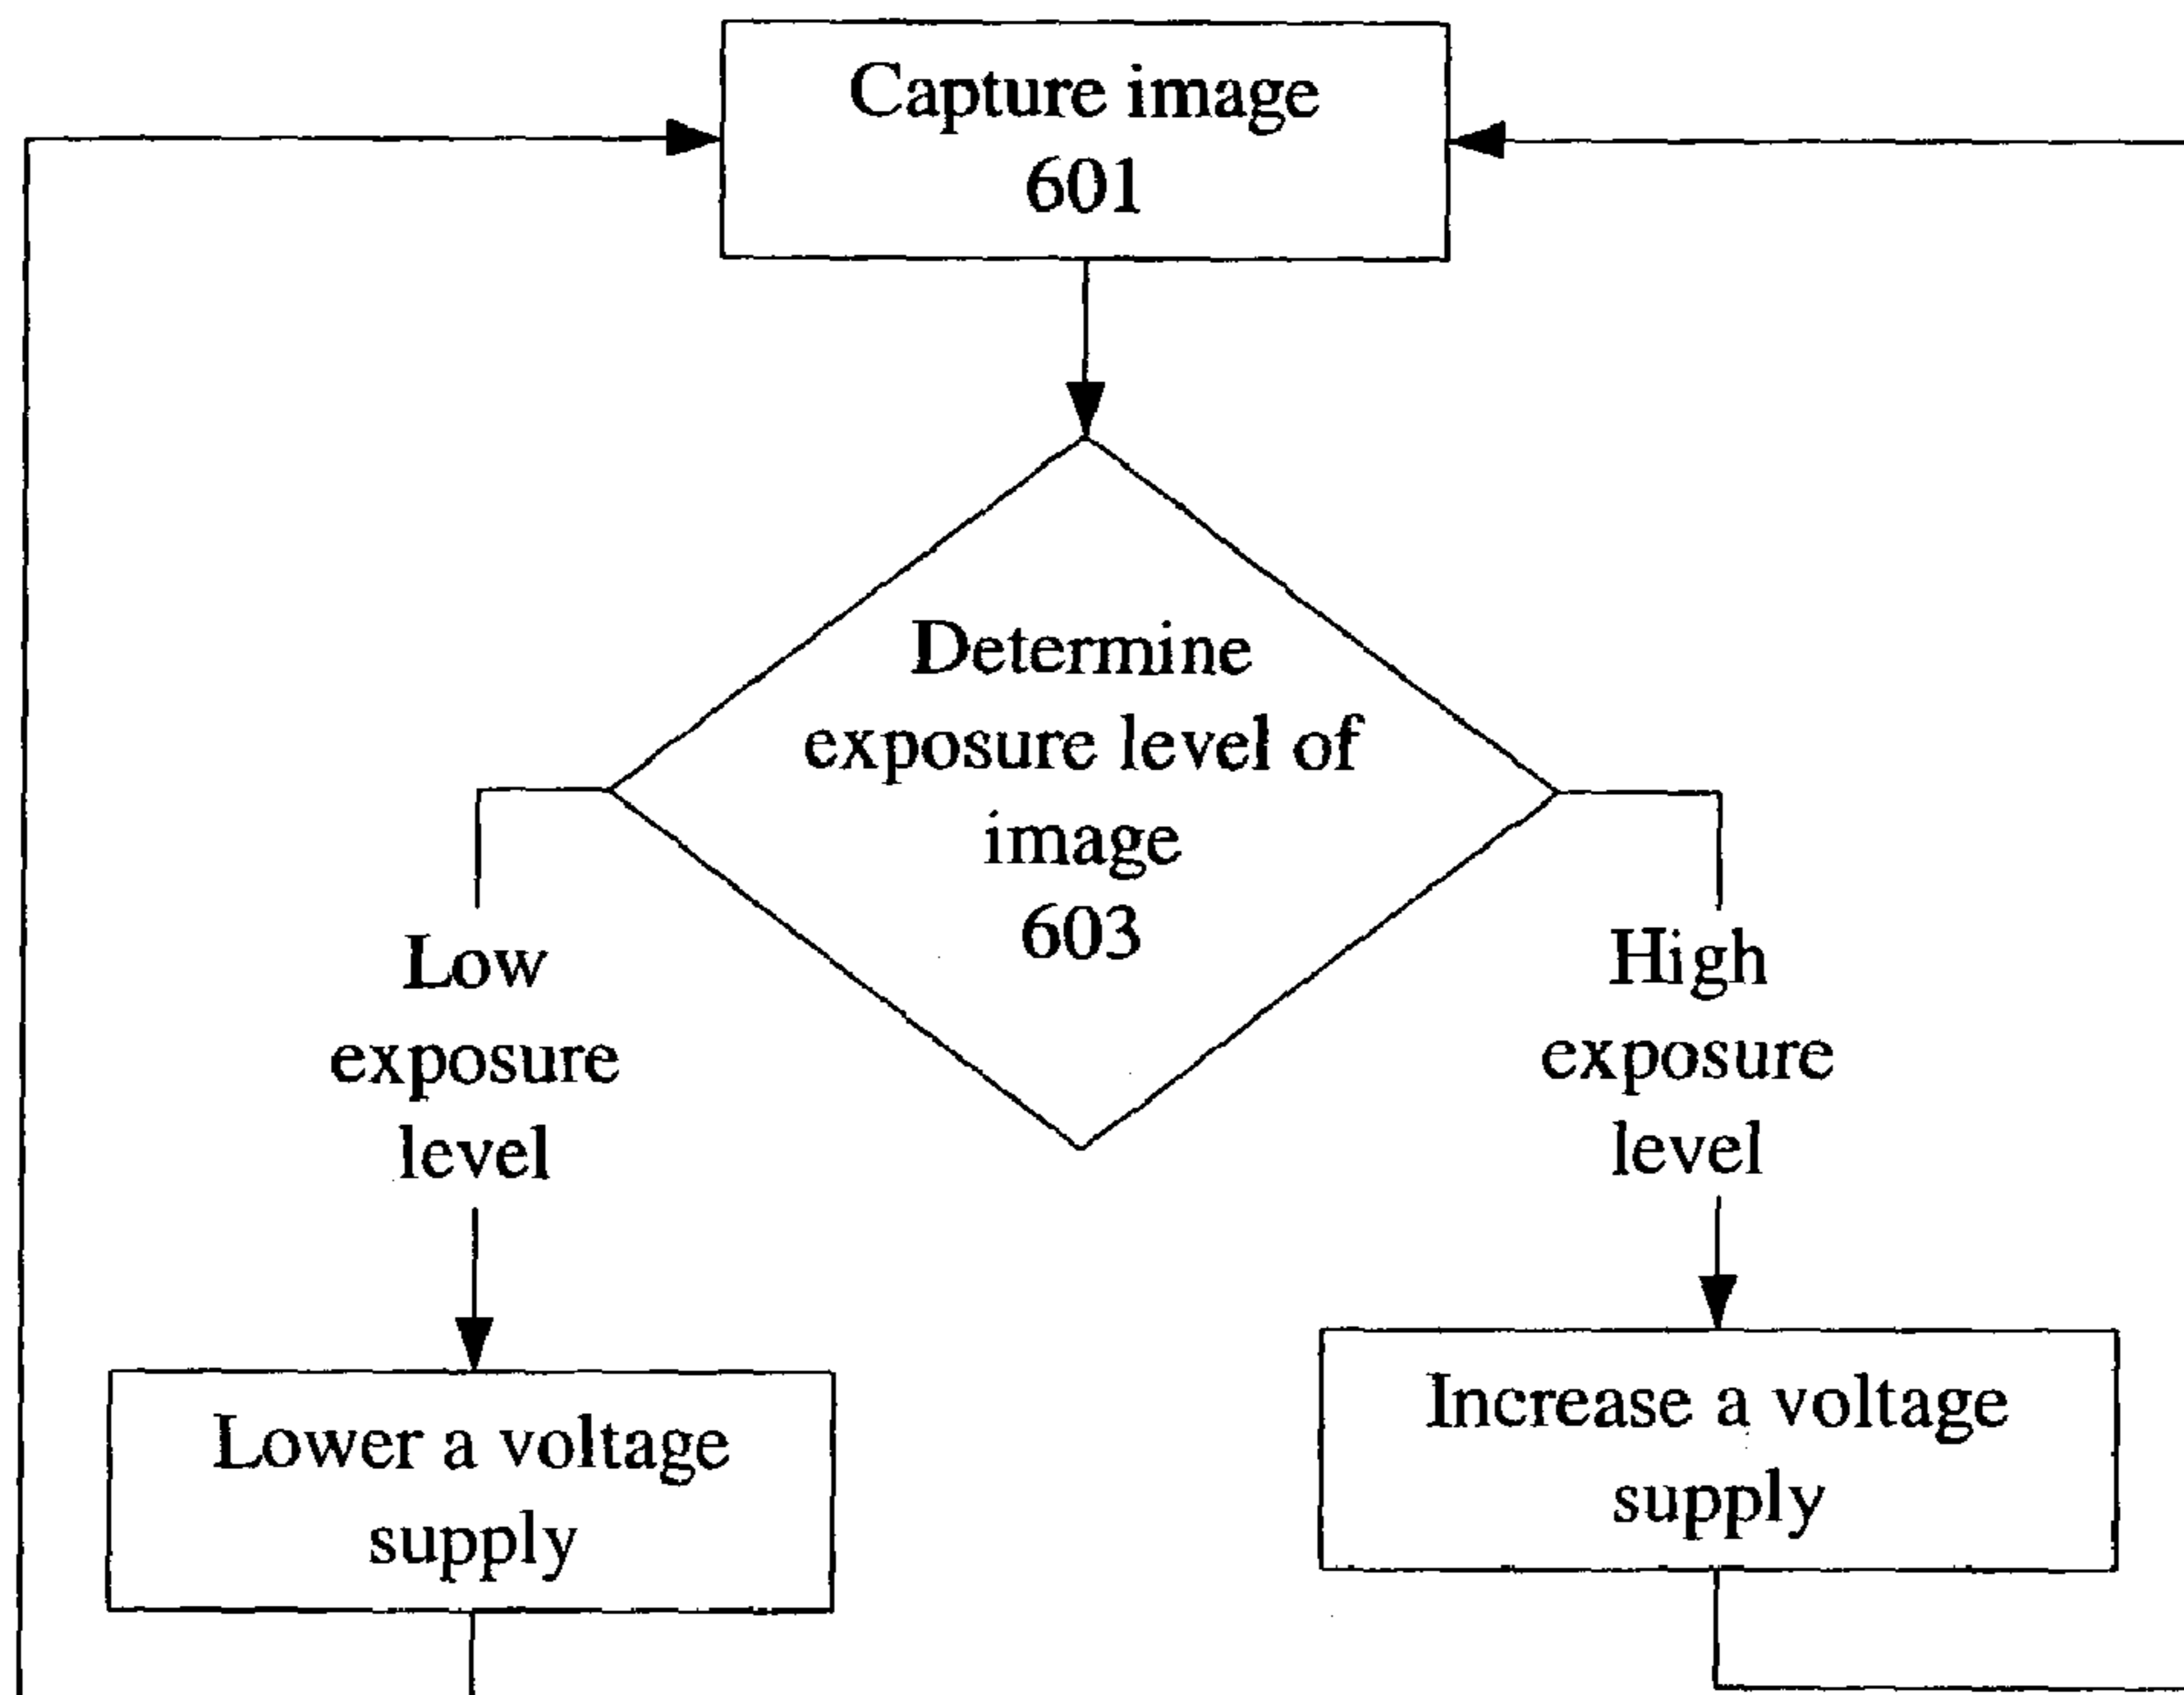 Capture image
601
Determine
exposure level of
image
603
Low
exposure
level
High
exposure
level
Lower a voltage
supply
Increase a voltage
supply